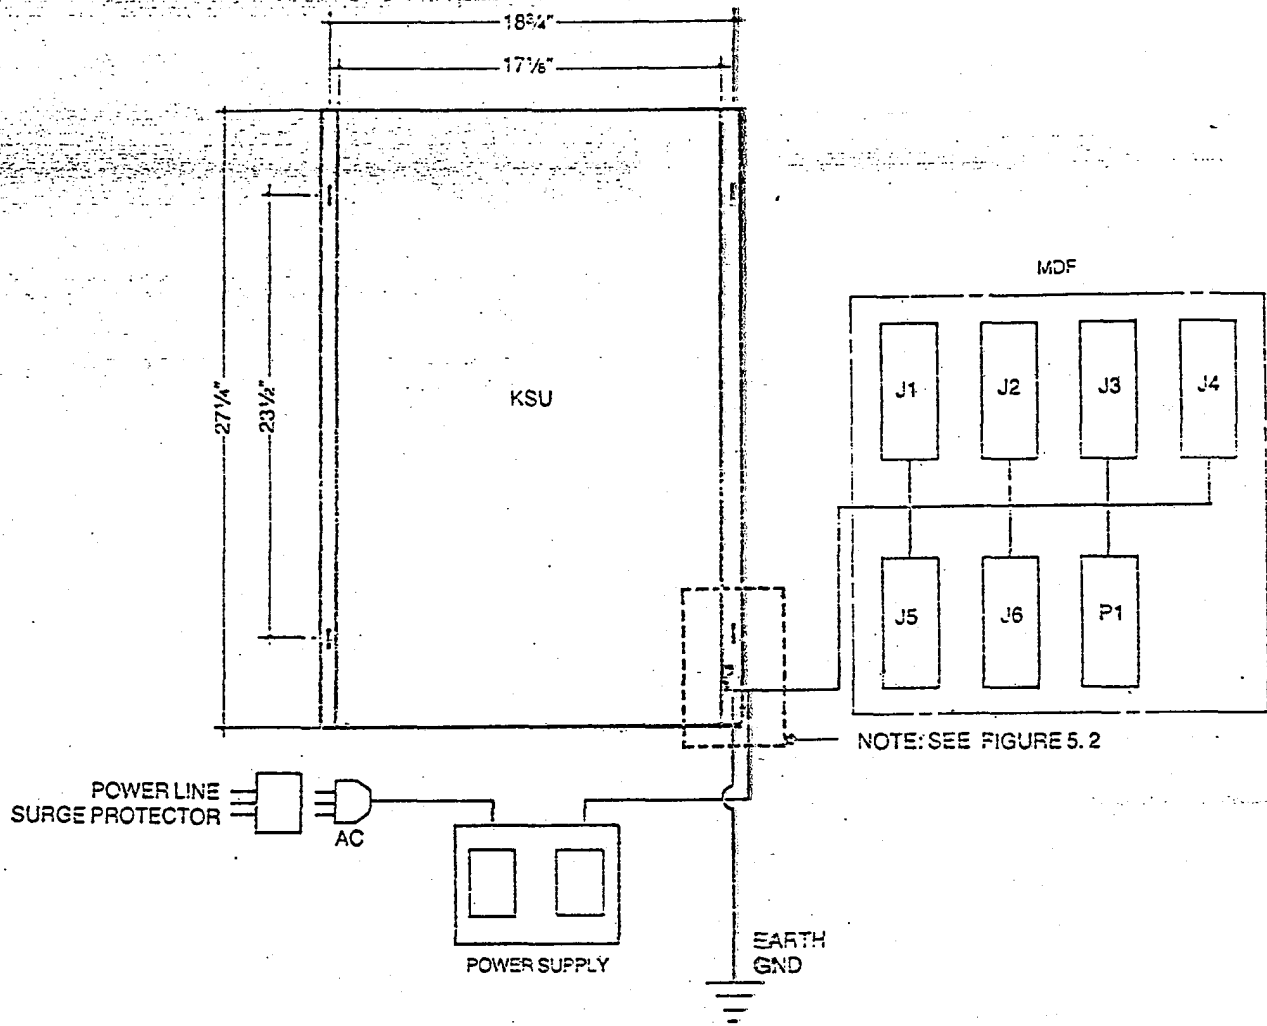 18¾"
17⅛"
MDF
27¼"
23½"
KSU
J1
J2
J3
J4
J5
J6
P1
NOTE: SEE FIGURE 5.2
POWER LINE
SURGE PROTECTOR
AC
POWER SUPPLY
EARTH
GND